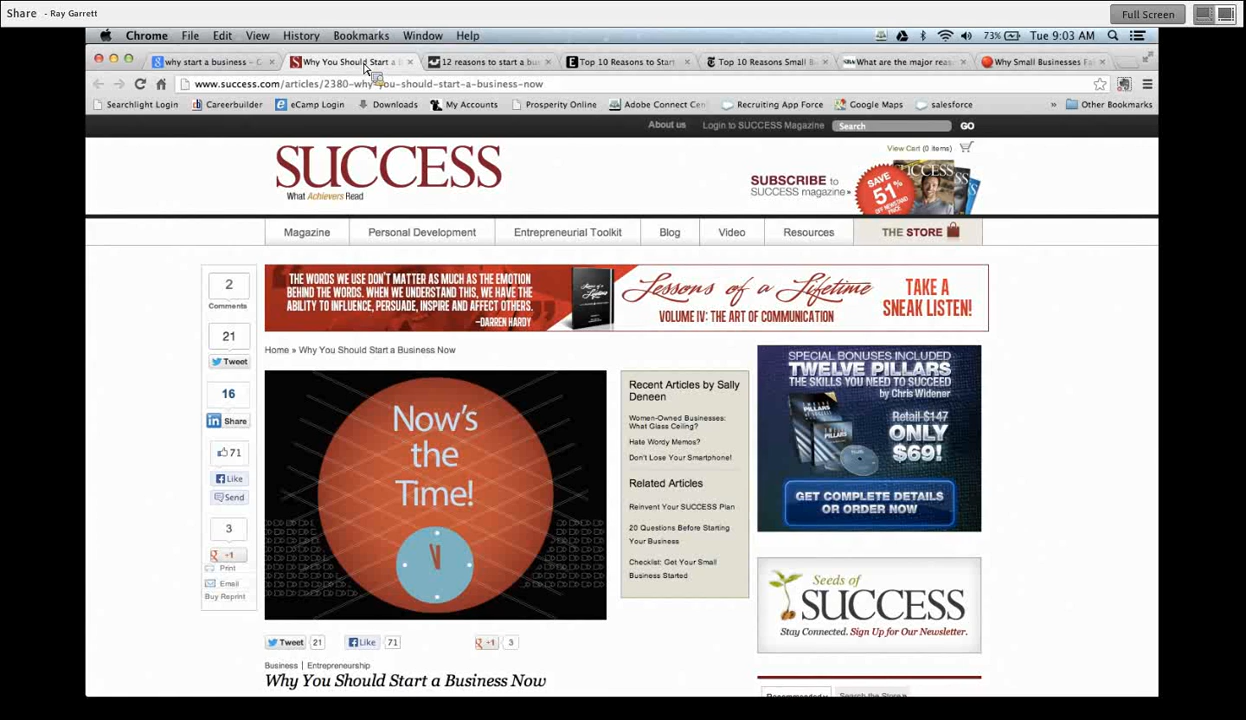 Share - Ray Garrett
Full Screen
Chrome File Edit View History Bookmarks Window Help
73% Tue 9:03 AM
why start a business - G
Why You Should Start a B
12 reasons to start a bu
Top 10 Reasons to Start
Top 10 Reasons Small B
What are the major reas
Why Small Businesses Fa
www.success.com/articles/2380-why-you-should-start-a-business-now
Searchlight Login
Careerbuilder
eCamp Login
Downloads
My Accounts
Prosperity Online
Adobe Connect Cen
Recruiting App Force
Google Maps
salesforce
»
Other Bookmarks
About us
Login to SUCCESS Magazine
Search
GO
SUCCESS
What Achievers Read
View Cart (0 items)
SUBSCRIBE to
SUCCESS magazine »
SAVE
51%
OFF NEWSSTAND
PRICE
SUCCESS
Magazine
Personal Development
Entrepreneurial Toolkit
Blog
Video
Resources
THE STORE
2
Comments
21
Tweet
16
Share
71
Like
Send
3
+1
Print
Email
Buy Reprint
THE WORDS WE USE DON'T MATTER AS MUCH AS THE EMOTION
BEHIND THE WORDS. WHEN WE UNDERSTAND THIS, WE HAVE THE
ABILITY TO INFLUENCE, PERSUADE, INSPIRE AND AFFECT OTHERS.
–DARREN HARDY
Lessons of a Lifetime
VOLUME IV: THE ART OF COMMUNICATION
TAKE A
SNEAK LISTEN!
Home » Why You Should Start a Business Now
Now's
the
Time!
Recent Articles by Sally
Deneen
Women-Owned Businesses:
What Glass Ceiling?
Hate Wordy Memos?
Don't Lose Your Smartphone!
Related Articles
Reinvent Your SUCCESS Plan
20 Questions Before Starting
Your Business
Checklist: Get Your Small
Business Started
SPECIAL BONUSES INCLUDED
TWELVE PILLARS
THE SKILLS YOU NEED TO SUCCEED
by Chris Widener
Retail $147
ONLY
$69!
GET COMPLETE DETAILS
OR ORDER NOW
Seeds of
SUCCESS
Stay Connected. Sign Up for Our Newsletter.
Tweet 21
Like 71
+1 3
Business | Entrepreneurship
Why You Should Start a Business Now
Recommended
Search the Store »